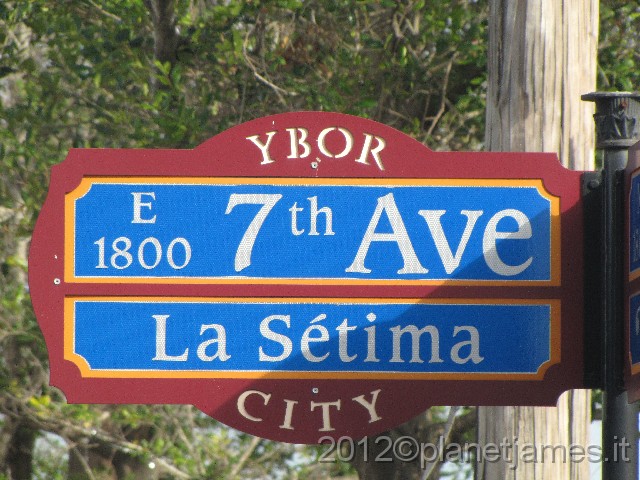 YBOR
E 7th Ave
1800
La Sétima
CITY
2012©planetjames.it